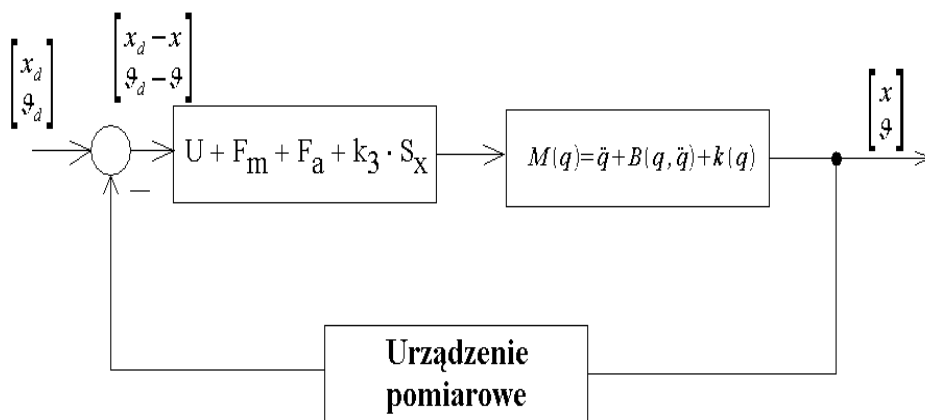 [x_d
ϑ_d]
[x_d − x
ϑ_d − ϑ]
[x
ϑ]
U + F_m + F_a + k_3 · S_x
M(q)=q̈+B(q,q̈)+k(q)
−
Urządzenie
pomiarowe